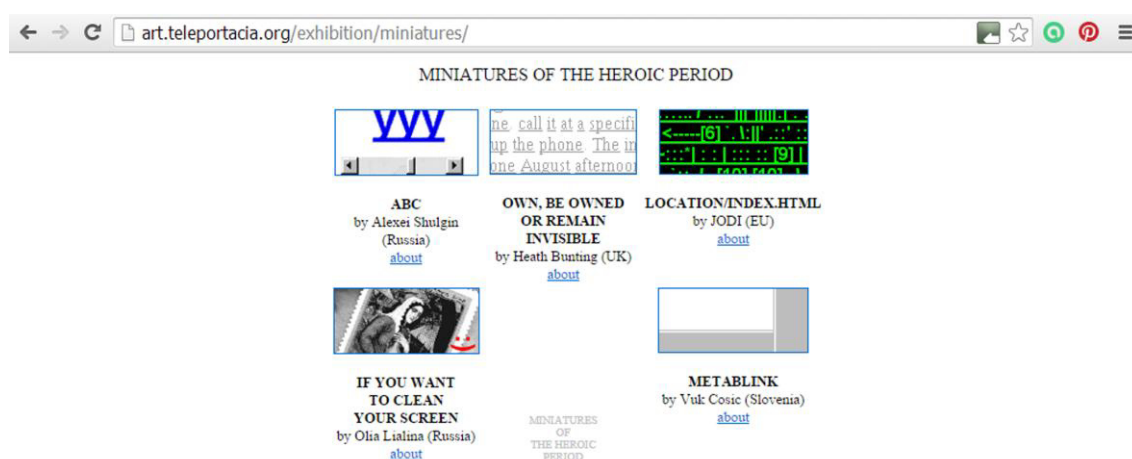 art.teleportacia.org/exhibition/miniatures/
MINIATURES OF THE HEROIC PERIOD
yyy
ABC
by Alexei Shulgin
(Russia)
about
ne. call it at a specifi
up the phone. The in
one August afternoon
OWN, BE OWNED
OR REMAIN
INVISIBLE
by Heath Bunting (UK)
about
<-----[6]
[9]
LOCATION/INDEX.HTML
by JODI (EU)
about
IF YOU WANT
TO CLEAN
YOUR SCREEN
by Olia Lialina (Russia)
about
MINIATURES
OF
THE HEROIC
PERIOD
METABLINK
by Vuk Cosic (Slovenia)
about